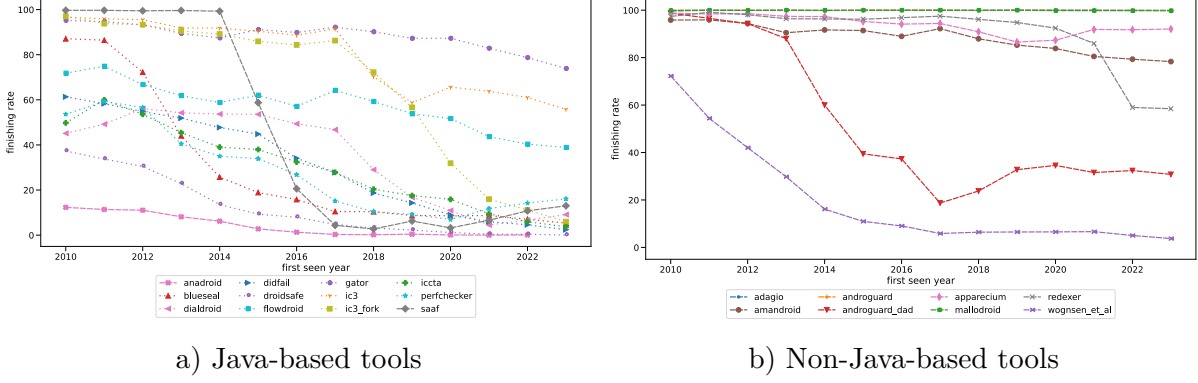 100
80
60
40
20
0
finishing rate
2010 2012 2014 2016 2018 2020 2022
first seen year
anadroid didfail gator iccta
blueseal droidsafe ic3 perfchecker
dialdroid flowdroid ic3_fork saaf
a) Java-based tools
100
80
60
40
20
0
finishing rate
2010 2012 2014 2016 2018 2020 2022
first seen year
adagio androguard apparecium redexer
amandroid androguard_dad mallodroid wognsen_et_al
b) Non-Java-based tools